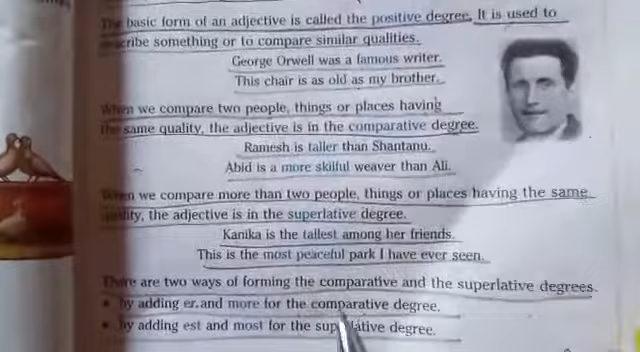 The basic form of an adjective is called the positive degree. It is used to
describe something or to compare similar qualities.
George Orwell was a famous writer.
This chair is as old as my brother.
When we compare two people, things or places having
the same quality, the adjective is in the comparative degree.
Ramesh is taller than Shantanu.
Abid is a more skilful weaver than Ali.
When we compare more than two people, things or places having the same
quality, the adjective is in the superlative degree.
Kanika is the tallest among her friends.
This is the most peaceful park I have ever seen.
There are two ways of forming the comparative and the superlative degrees.
• by adding er and more for the comparative degree.
• by adding est and most for the superlative degree.